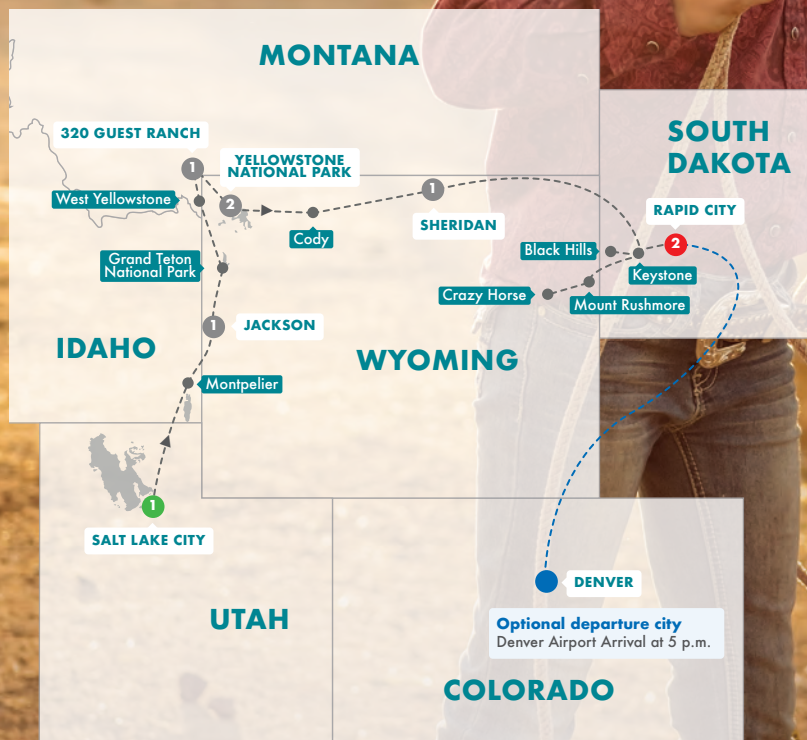 MONTANA
320 GUEST RANCH
1
YELLOWSTONE
NATIONAL PARK
SOUTH
DAKOTA
West Yellowstone
2
Cody
1
SHERIDAN
RAPID CITY
2
Black Hills
Keystone
Grand Teton
National Park
Crazy Horse
Mount Rushmore
1
JACKSON
IDAHO
WYOMING
Montpelier
1
SALT LAKE CITY
DENVER
Optional departure city
Denver Airport Arrival at 5 p.m.
UTAH
COLORADO